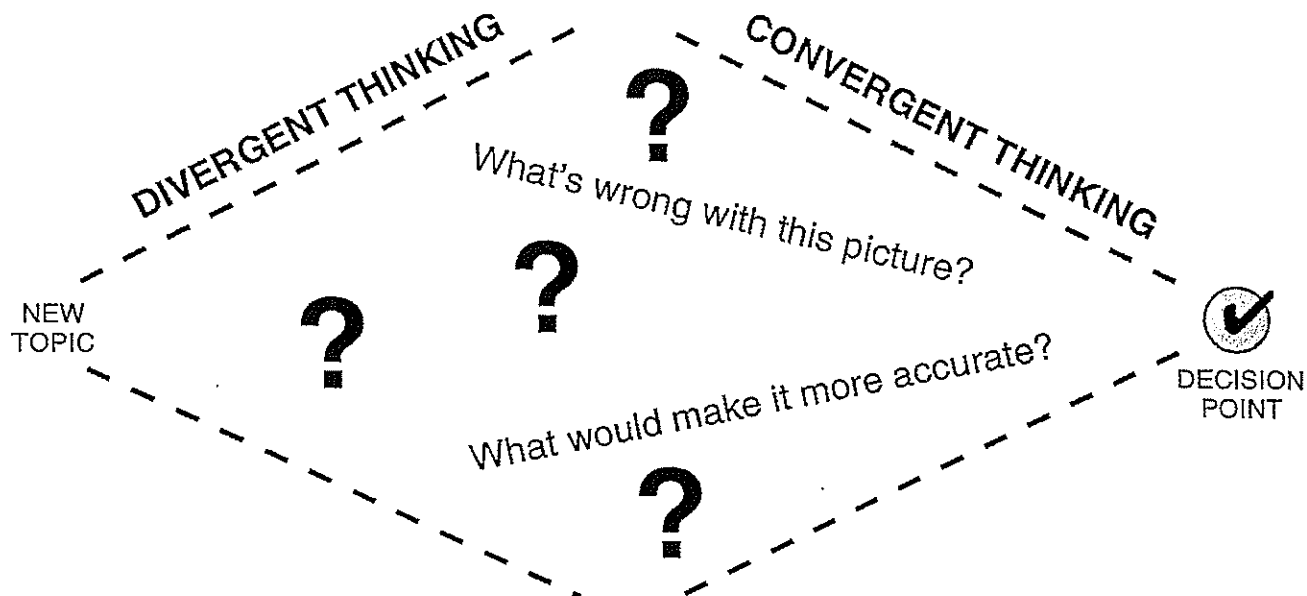 DIVERGENT THINKING
CONVERGENT THINKING
?
What's wrong with this picture?
?
?
NEW
TOPIC
What would make it more accurate?
DECISION
POINT
?